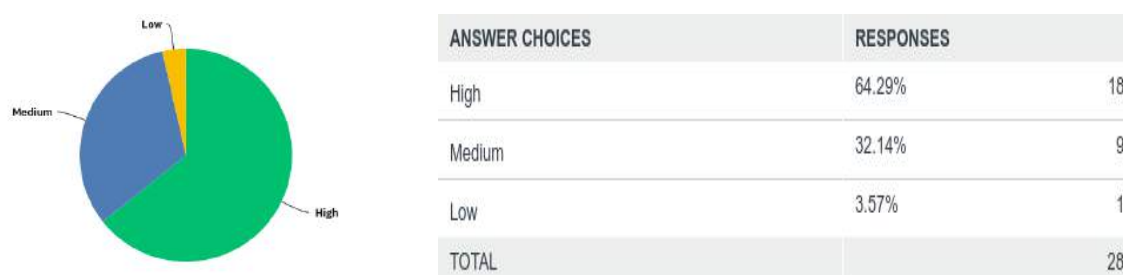 Low
Medium
High
ANSWER CHOICES RESPONSES
High 64.29% 18
Medium 32.14% 9
Low 3.57% 1
TOTAL 28